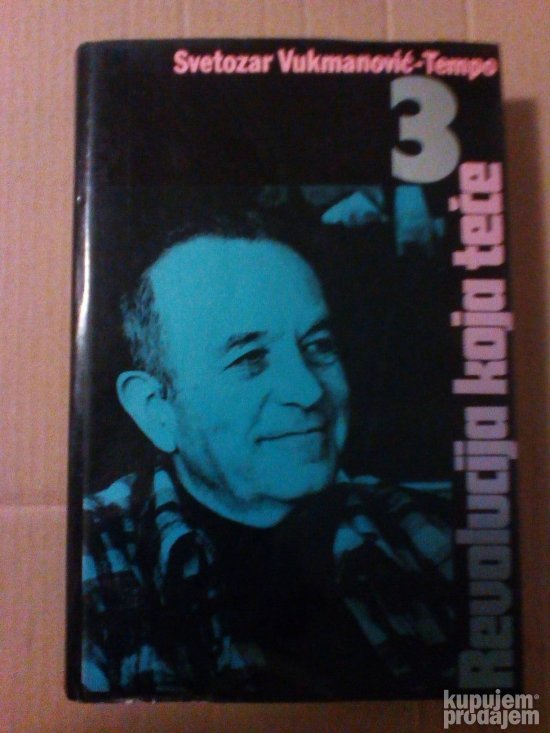 Svetozar Vukmanović-Tempo
3
Revolucija koja teče
kupujem
prodajem